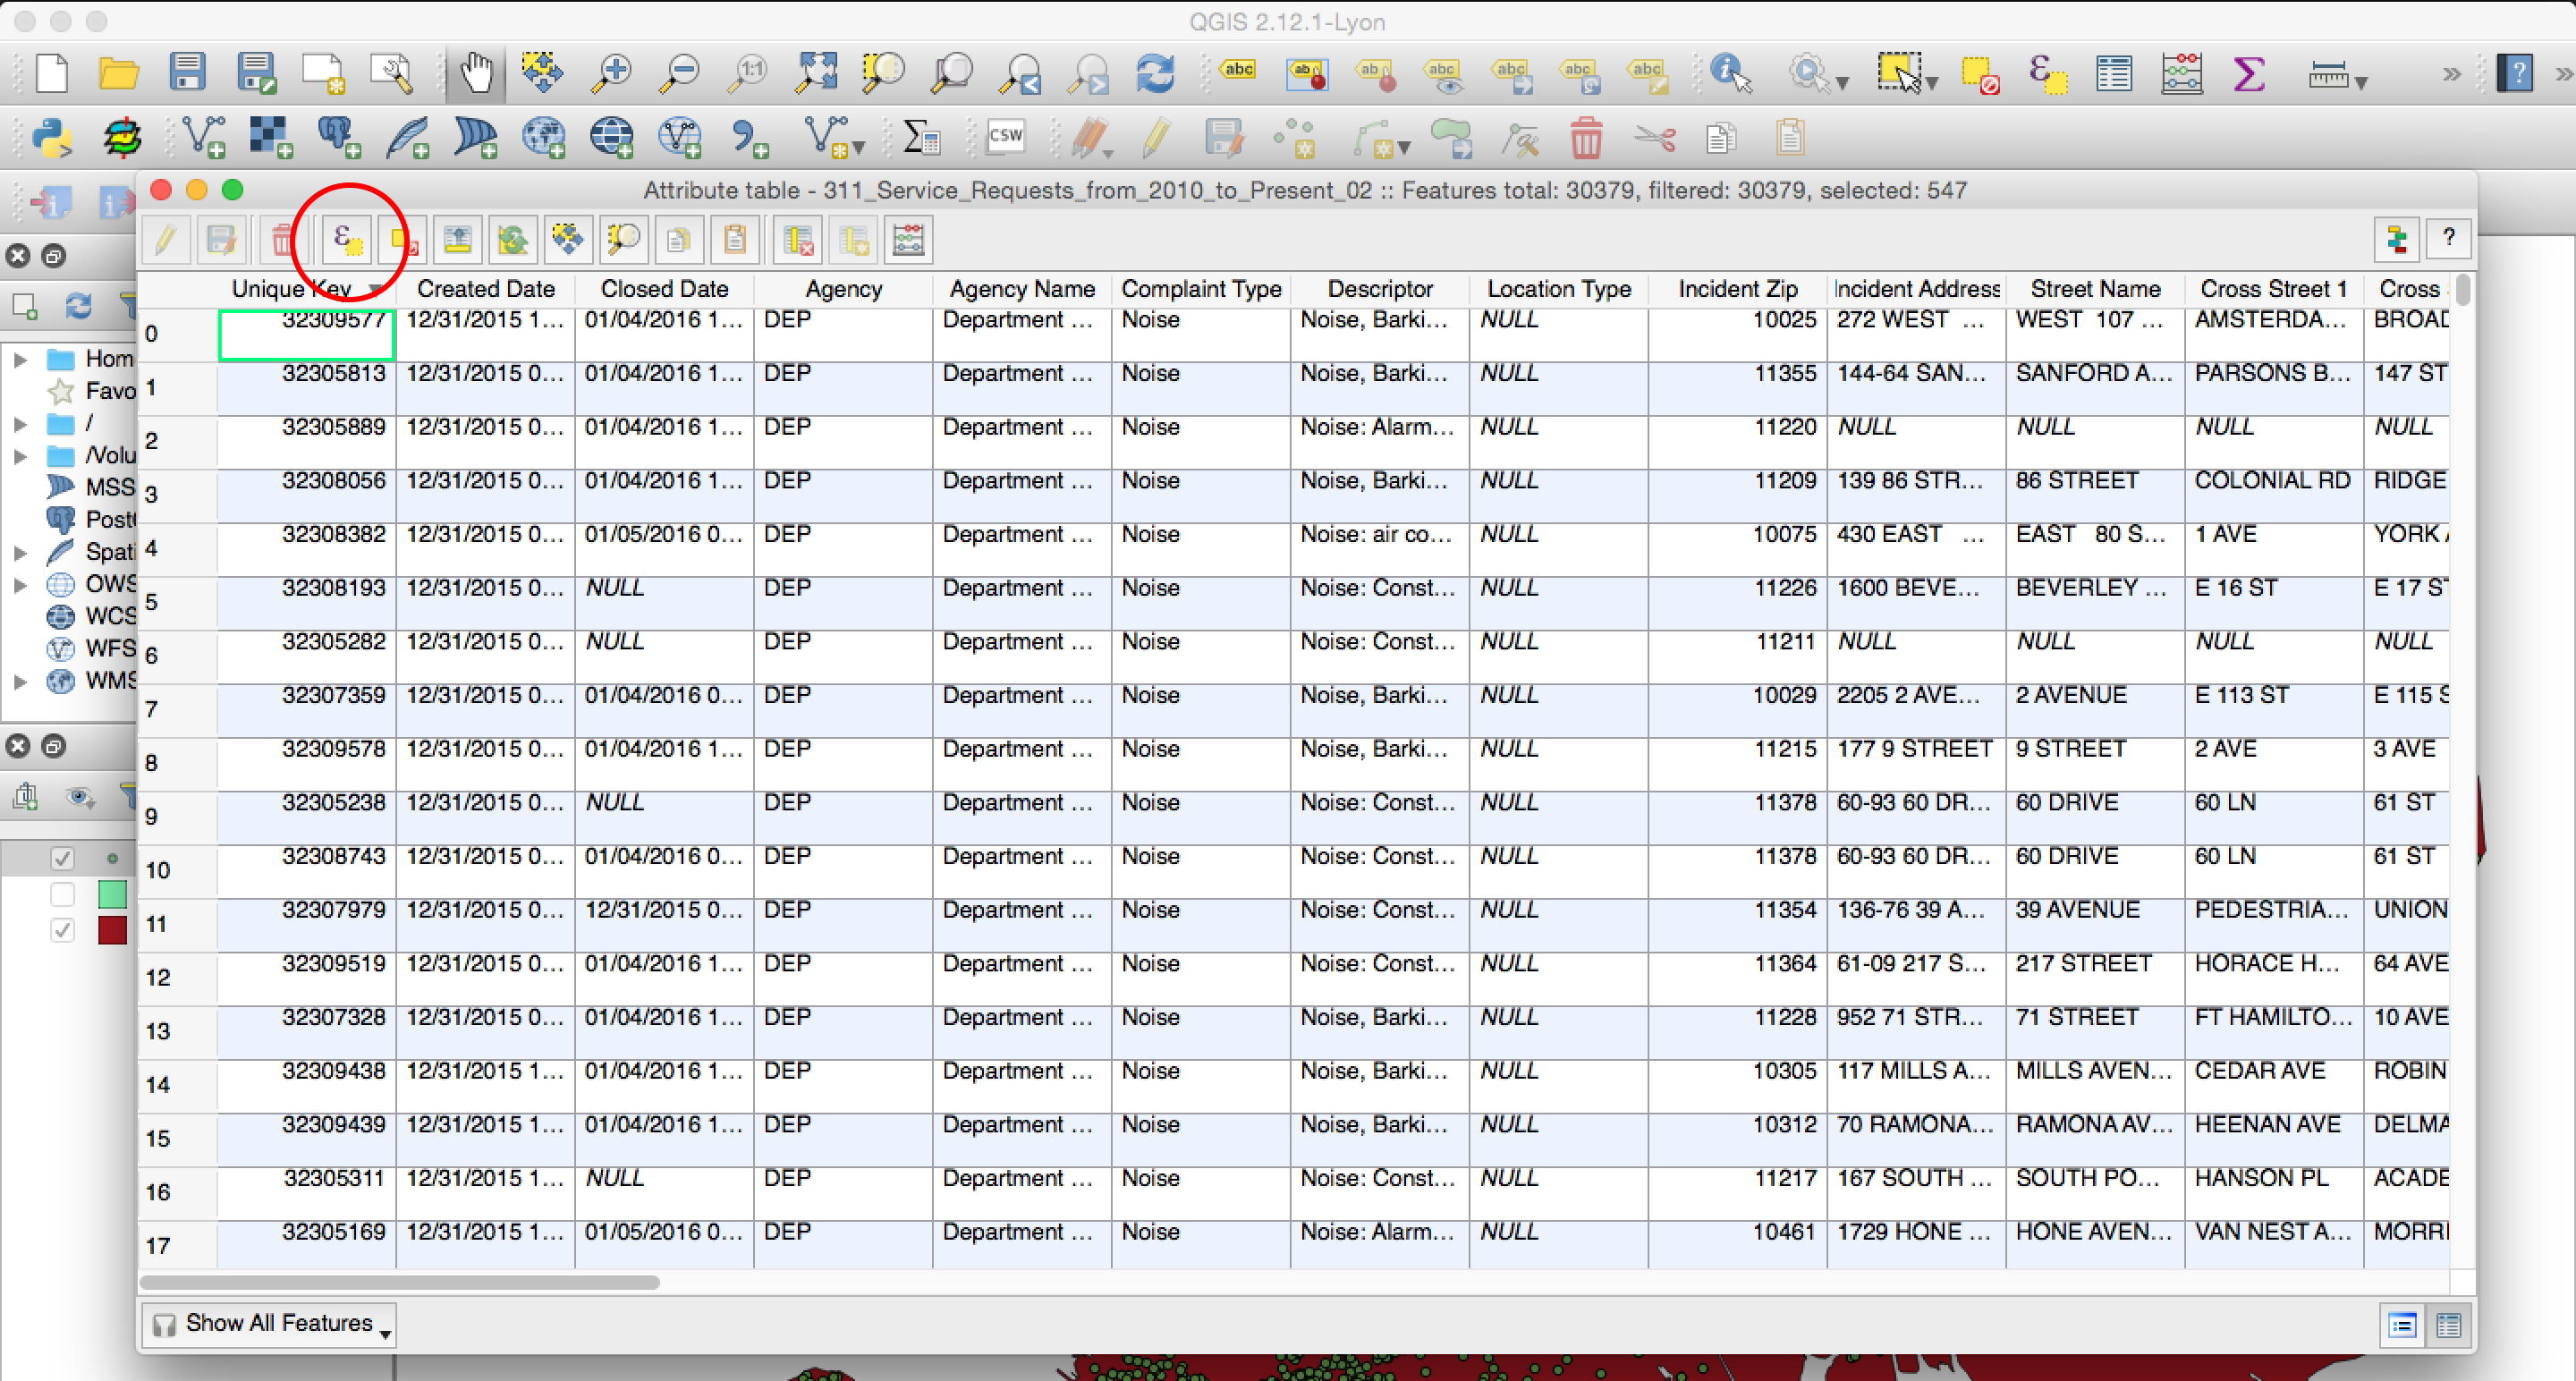 QGIS 2.12.1-Lyon
1:1 abc ab ab abc abc abc abc ε Σ ?
Σ CSW
Attribute table - 311_Service_Requests_from_2010_to_Present_02 :: Features total: 30379, filtered: 30379, selected: 547
ε ?
Unique Key Created Date Closed Date Agency Agency Name Complaint Type Descriptor Location Type Incident Zip Incident Address Street Name Cross Street 1 Cross
0 32309577 12/31/2015 1... 01/04/2016 1... DEP Department ... Noise Noise, Barki... NULL 10025 272 WEST ... WEST 107 ... AMSTERDA... BROAD
1 32305813 12/31/2015 0... 01/04/2016 1... DEP Department ... Noise Noise, Barki... NULL 11355 144-64 SAN... SANFORD A... PARSONS B... 147 ST
2 32305889 12/31/2015 0... 01/04/2016 1... DEP Department ... Noise Noise: Alarm... NULL 11220 NULL NULL NULL NULL
3 32308056 12/31/2015 0... 01/04/2016 1... DEP Department ... Noise Noise, Barki... NULL 11209 139 86 STR... 86 STREET COLONIAL RD RIDGE
4 32308382 12/31/2015 0... 01/05/2016 0... DEP Department ... Noise Noise: air co... NULL 10075 430 EAST ... EAST 80 S... 1 AVE YORK
5 32308193 12/31/2015 0... NULL DEP Department ... Noise Noise: Const... NULL 11226 1600 BEVE... BEVERLEY ... E 16 ST E 17 ST
6 32305282 12/31/2015 0... NULL DEP Department ... Noise Noise: Const... NULL 11211 NULL NULL NULL NULL
7 32307359 12/31/2015 0... 01/04/2016 0... DEP Department ... Noise Noise, Barki... NULL 10029 2205 2 AVE... 2 AVENUE E 113 ST E 115 S
8 32309578 12/31/2015 0... 01/04/2016 1... DEP Department ... Noise Noise, Barki... NULL 11215 177 9 STREET 9 STREET 2 AVE 3 AVE
9 32305238 12/31/2015 0... NULL DEP Department ... Noise Noise: Const... NULL 11378 60-93 60 DR... 60 DRIVE 60 LN 61 ST
10 32308743 12/31/2015 0... 01/04/2016 0... DEP Department ... Noise Noise: Const... NULL 11378 60-93 60 DR... 60 DRIVE 60 LN 61 ST
11 32307979 12/31/2015 0... 12/31/2015 0... DEP Department ... Noise Noise: Const... NULL 11354 136-76 39 A... 39 AVENUE PEDESTRIA... UNION
12 32309519 12/31/2015 0... 01/04/2016 1... DEP Department ... Noise Noise: Const... NULL 11364 61-09 217 S... 217 STREET HORACE H... 64 AVE
13 32307328 12/31/2015 0... 01/04/2016 1... DEP Department ... Noise Noise, Barki... NULL 11228 952 71 STR... 71 STREET FT HAMILTO... 10 AVE
14 32309438 12/31/2015 1... 01/04/2016 1... DEP Department ... Noise Noise, Barki... NULL 10305 117 MILLS A... MILLS AVEN... CEDAR AVE ROBIN
15 32309439 12/31/2015 1... 01/04/2016 1... DEP Department ... Noise Noise, Barki... NULL 10312 70 RAMONA... RAMONA AV... HEENAN AVE DELMA
16 32305311 12/31/2015 1... NULL DEP Department ... Noise Noise: Const... NULL 11217 167 SOUTH ... SOUTH PO... HANSON PL ACADE
17 32305169 12/31/2015 1... 01/05/2016 0... DEP Department ... Noise Noise: Alarm... NULL 10461 1729 HONE ... HONE AVEN... VAN NEST A... MORRI
Show All Features
Hom
Favo
/
/Volu
MSS
Post
Spati
OWS
WCS
WFS
WMS